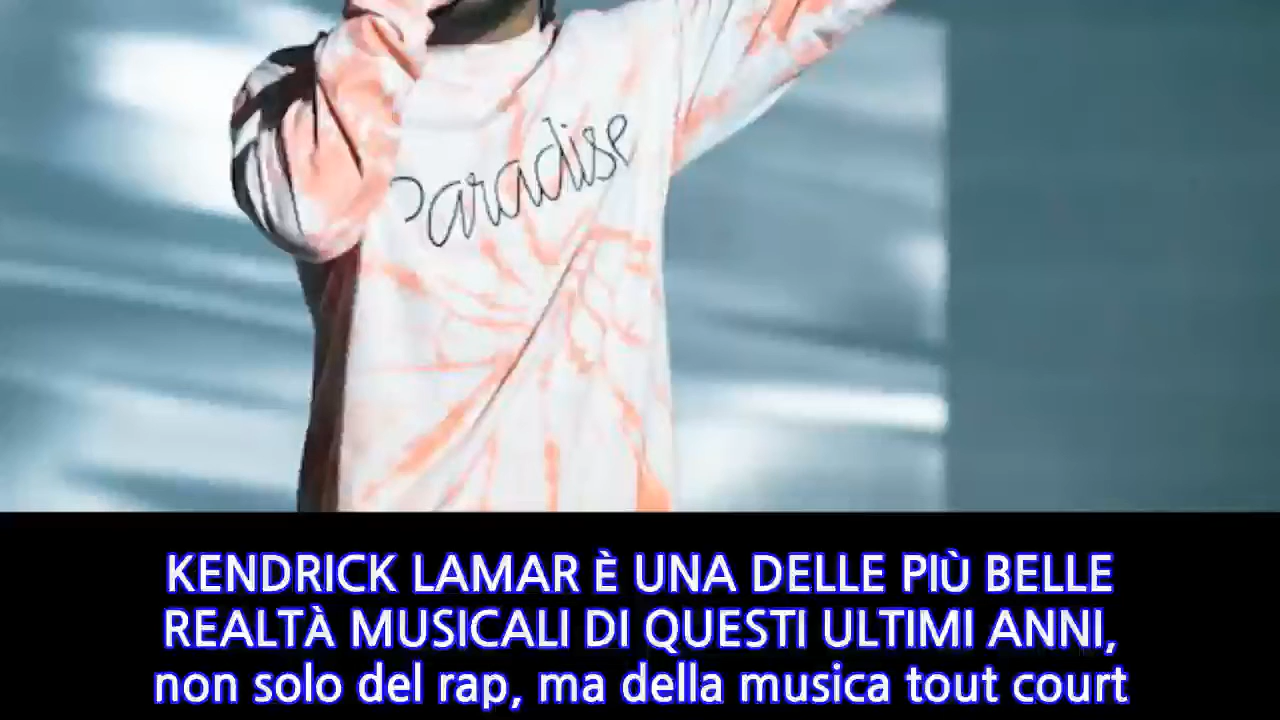 Paradise
KENDRICK LAMAR È UNA DELLE PIÙ BELLE
REALTÀ MUSICALI DI QUESTI ULTIMI ANNI,
non solo del rap, ma della musica tout court